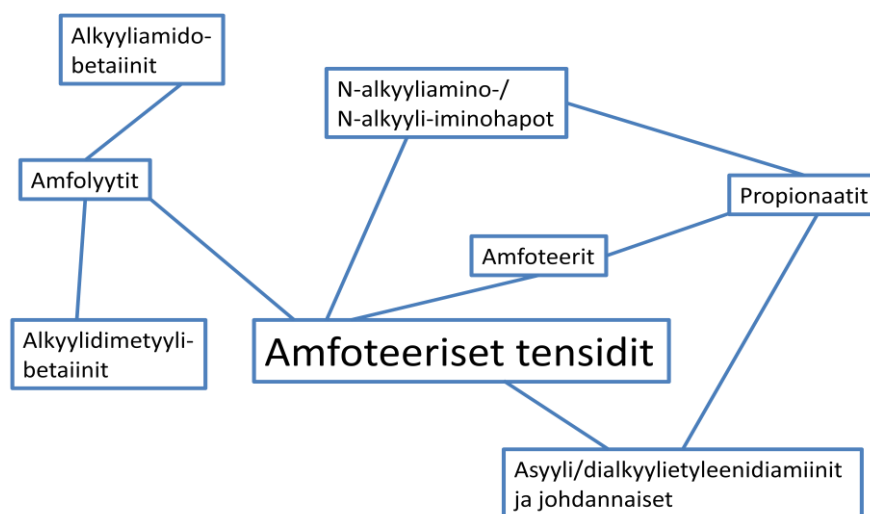 Alkyyliamido-
betaiinit
N-alkyyliamino-/
N-alkyyli-iminohapot
Amfolyytit
Propionaatit
Amfoteerit
Alkyylidimetyyli-
betaiinit
Amfoteeriset tensidit
Asyyli/dialkyylietyleenidiamiinit
ja johdannaiset